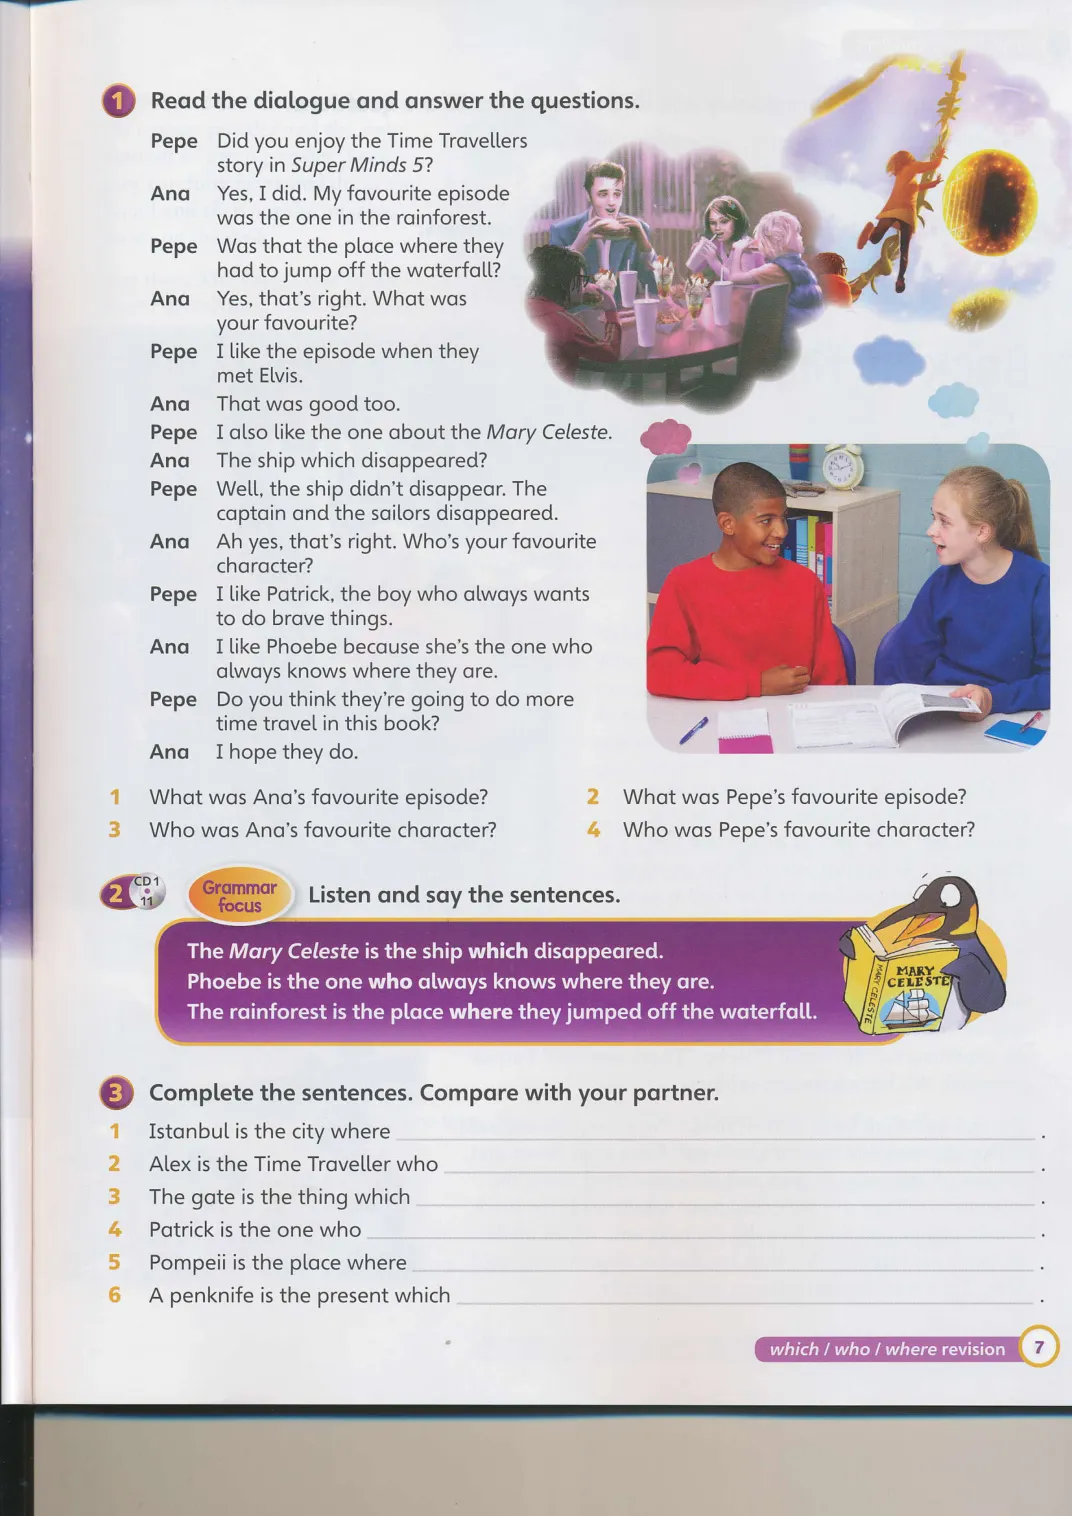 1 Read the dialogue and answer the questions.
Pepe Did you enjoy the Time Travellers
story in Super Minds 5?
Ana Yes, I did. My favourite episode
was the one in the rainforest.
Pepe Was that the place where they
had to jump off the waterfall?
Ana Yes, that's right. What was
your favourite?
Pepe I like the episode when they
met Elvis.
Ana That was good too.
Pepe I also like the one about the Mary Celeste.
Ana The ship which disappeared?
Pepe Well, the ship didn't disappear. The
captain and the sailors disappeared.
Ana Ah yes, that's right. Who's your favourite
character?
Pepe I like Patrick, the boy who always wants
to do brave things.
Ana I like Phoebe because she's the one who
always knows where they are.
Pepe Do you think they're going to do more
time travel in this book?
Ana I hope they do.
1 What was Ana's favourite episode?
2 What was Pepe's favourite episode?
3 Who was Ana's favourite character?
4 Who was Pepe's favourite character?
2 CD1 11 Grammar focus Listen and say the sentences.
The Mary Celeste is the ship which disappeared.
Phoebe is the one who always knows where they are.
The rainforest is the place where they jumped off the waterfall.
MARY CELESTE
MARY
CELESTE
3 Complete the sentences. Compare with your partner.
1 Istanbul is the city where .
2 Alex is the Time Traveller who .
3 The gate is the thing which .
4 Patrick is the one who .
5 Pompeii is the place where .
6 A penknife is the present which .
which / who / where revision 7